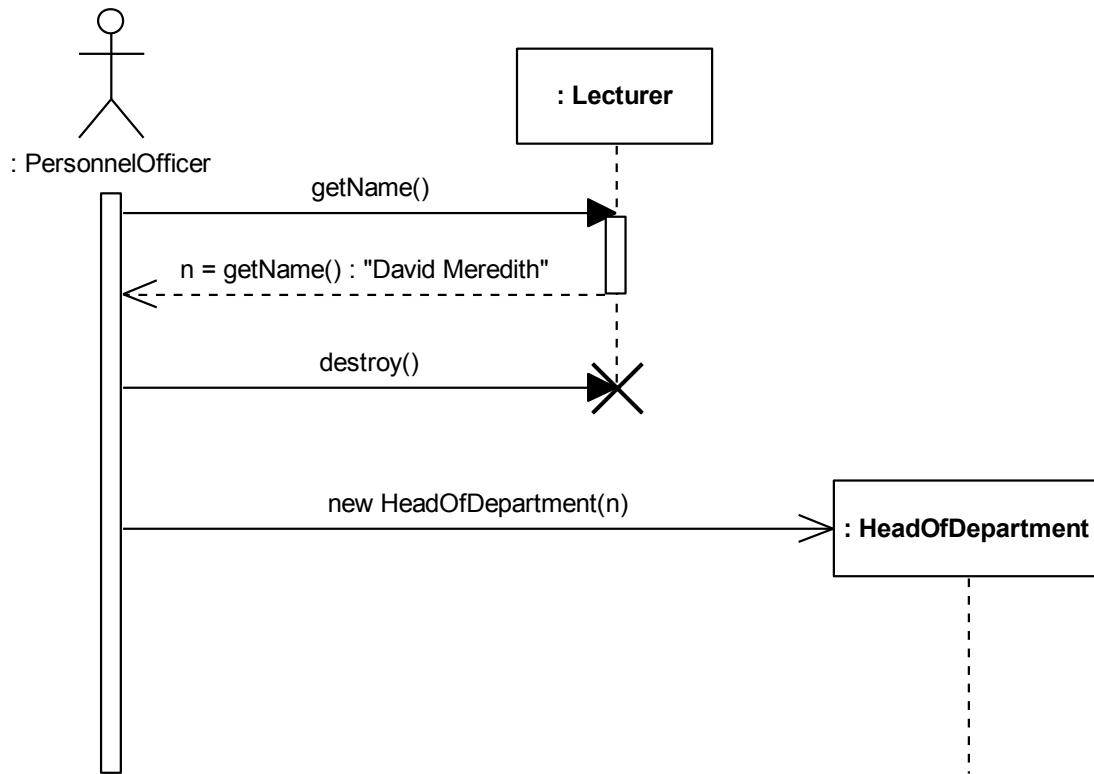 : Lecturer
: PersonnelOfficer
getName()
n = getName() : "David Meredith"
destroy()
new HeadOfDepartment(n)
: HeadOfDepartment